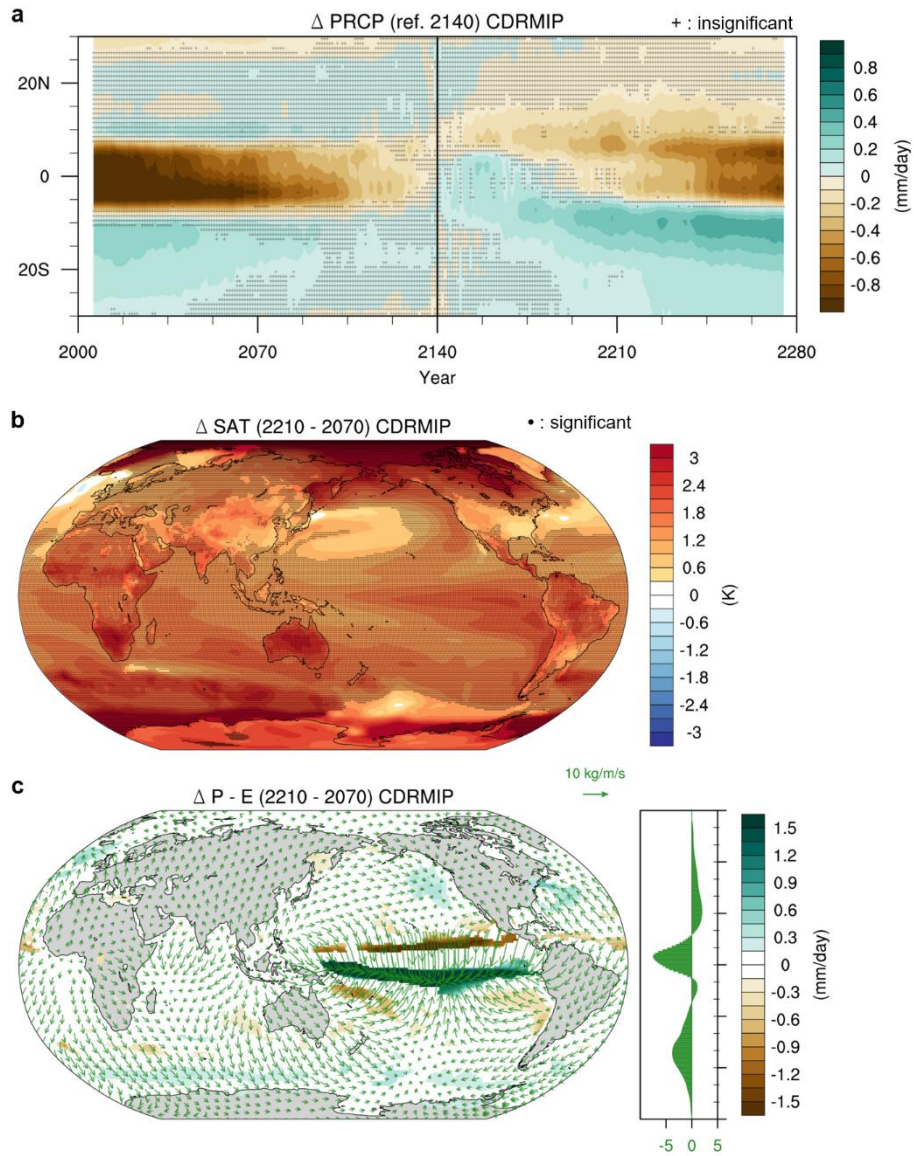 a
Δ PRCP (ref. 2140) CDRMIP
+ : insignificant
20N
0
20S
2000 2070 2140 2210 2280
Year
0.8
0.6
0.4
0.2
0
-0.2
-0.4
-0.6
-0.8
(mm/day)
b
Δ SAT (2210 - 2070) CDRMIP
• : significant
3
2.4
1.8
1.2
0.6
0
-0.6
-1.2
-1.8
-2.4
-3
(K)
c
Δ P - E (2210 - 2070) CDRMIP
10 kg/m/s
-5 0 5
1.5
1.2
0.9
0.6
0.3
0
-0.3
-0.6
-0.9
-1.2
-1.5
(mm/day)